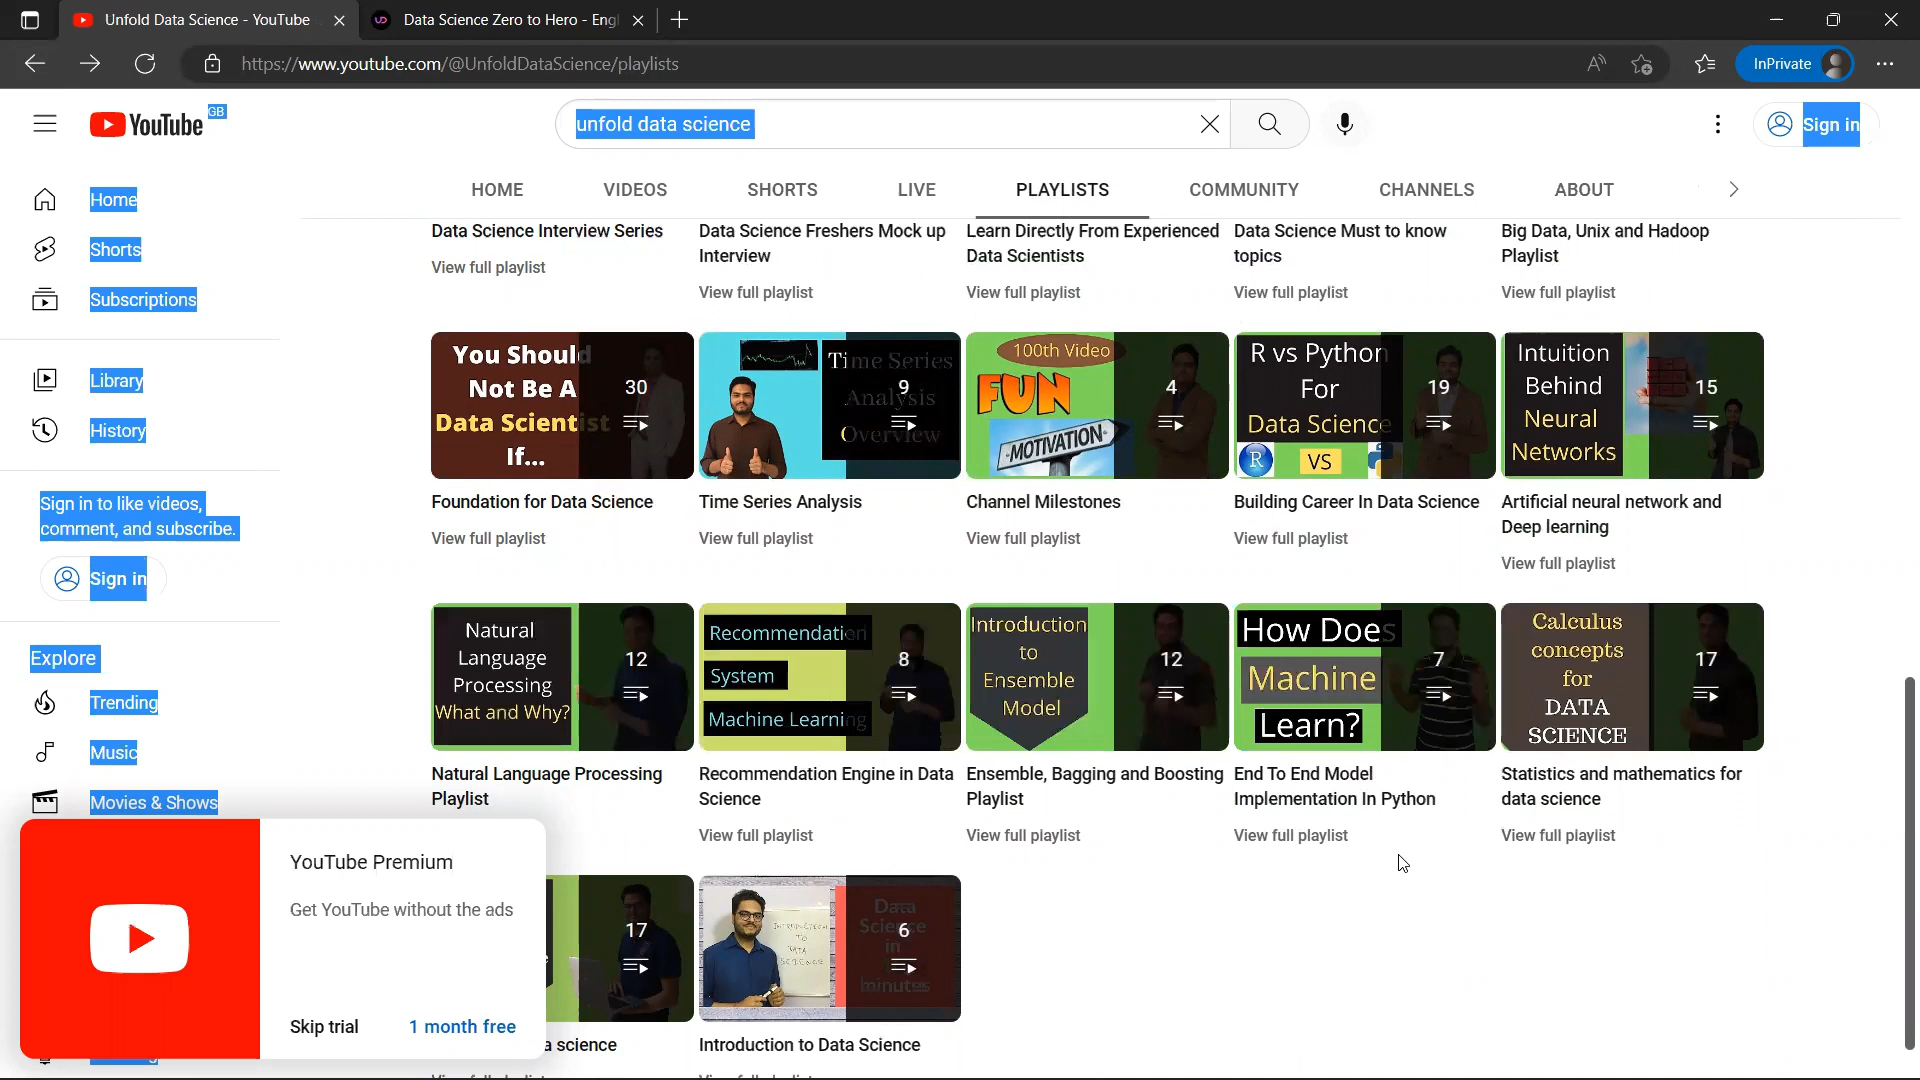 Unfold Data Science - YouTube
Data Science Zero to Hero - Engl
https://www.youtube.com/@UnfoldDataScience/playlists
InPrivate
YouTube GB
unfold data science
Sign in
Home
Shorts
Subscriptions
Library
History
Sign in to like videos,
comment, and subscribe.
Sign in
Explore
Trending
Music
Movies & Shows
HOME VIDEOS SHORTS LIVE PLAYLISTS COMMUNITY CHANNELS ABOUT
Data Science Interview Series
View full playlist
Data Science Freshers Mock up
Interview
View full playlist
Learn Directly From Experienced
Data Scientists
View full playlist
Data Science Must to know
topics
View full playlist
Big Data, Unix and Hadoop
Playlist
View full playlist
You Should
Not Be A
Data Scientist
If...
30
Foundation for Data Science
View full playlist
Time Series
Analysis
Overview
9
Time Series Analysis
View full playlist
100th Video
FUN
MOTIVATION
4
Channel Milestones
View full playlist
R vs Python
For
Data Science
R VS
19
Building Career In Data Science
View full playlist
Intuition
Behind
Neural
Networks
15
Artificial neural network and
Deep learning
View full playlist
Natural
Language
Processing
What and Why?
12
Natural Language Processing
Playlist
Recommendation
System
Machine Learning
8
Recommendation Engine in Data
Science
View full playlist
Introduction
to
Ensemble
Model
12
Ensemble, Bagging and Boosting
Playlist
View full playlist
How Does
Machine
Learn?
7
End To End Model
Implementation In Python
View full playlist
Calculus
concepts
for
DATA
SCIENCE
17
Statistics and mathematics for
data science
View full playlist
17
a science
INTRODUCTION
TO
DATA
SCIENCE
Data
Science
in
minutes
6
Introduction to Data Science
YouTube Premium
Get YouTube without the ads
Skip trial 1 month free